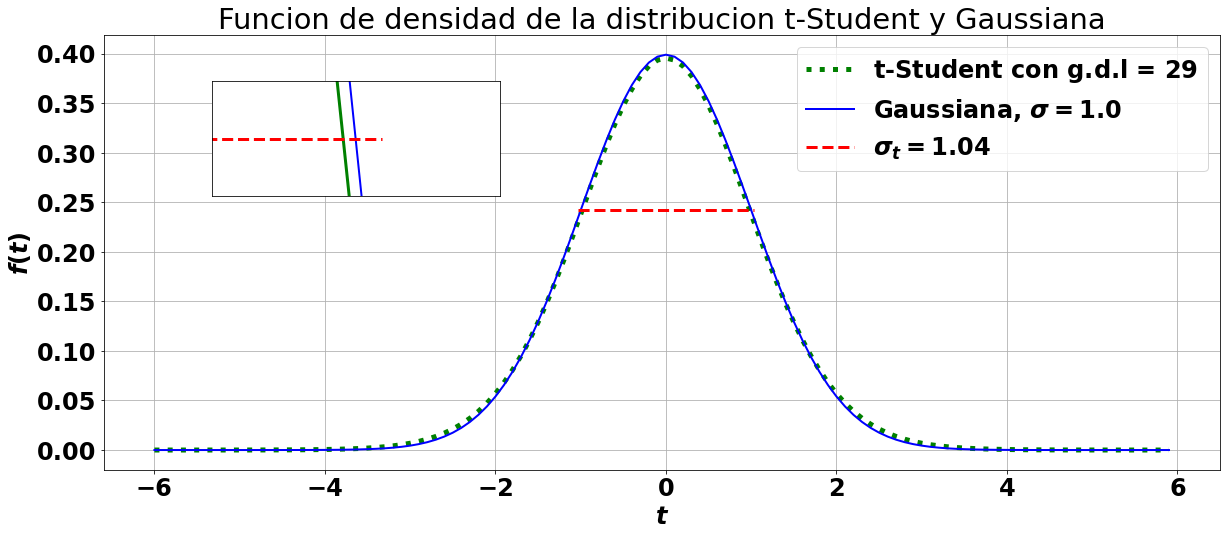 Funcion de densidad de la distribucion t-Student y Gaussiana
t-Student con g.d.l = 29
Gaussiana, σ = 1.0
σₜ = 1.04
f(t)
0.40
0.35
0.30
0.25
0.20
0.15
0.10
0.05
0.00
−6 −4 −2 0 2 4 6
t